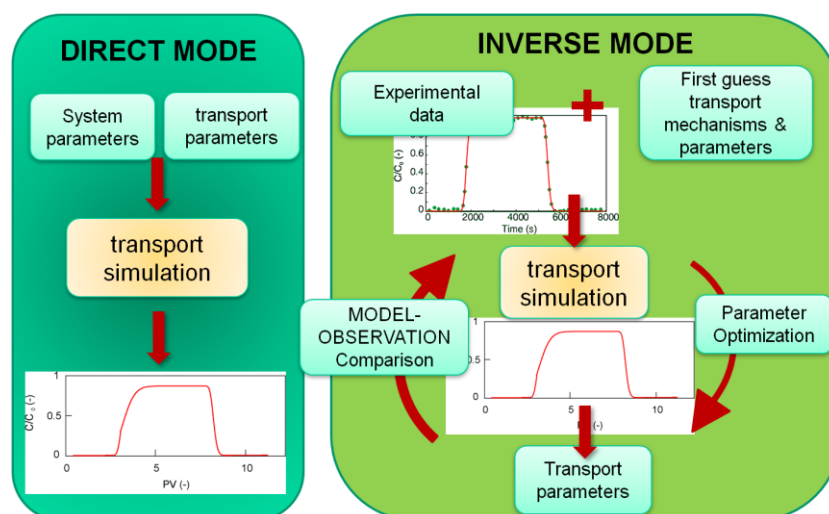 DIRECT MODE
System
parameters
transport
parameters
transport
simulation
C/C₀ (-)
1
0.5
0
0
5
10
PV (-)
INVERSE MODE
Experimental
data
+
First guess
transport
mechanisms &
parameters
C/C₀ (-)
0.8
0.6
0.4
0.2
0
0
2000
4000
6000
8000
Time (s)
transport
simulation
MODEL-
OBSERVATION
Comparison
Parameter
Optimization
0.5
0
0
5
10
(-)
Transport
parameters